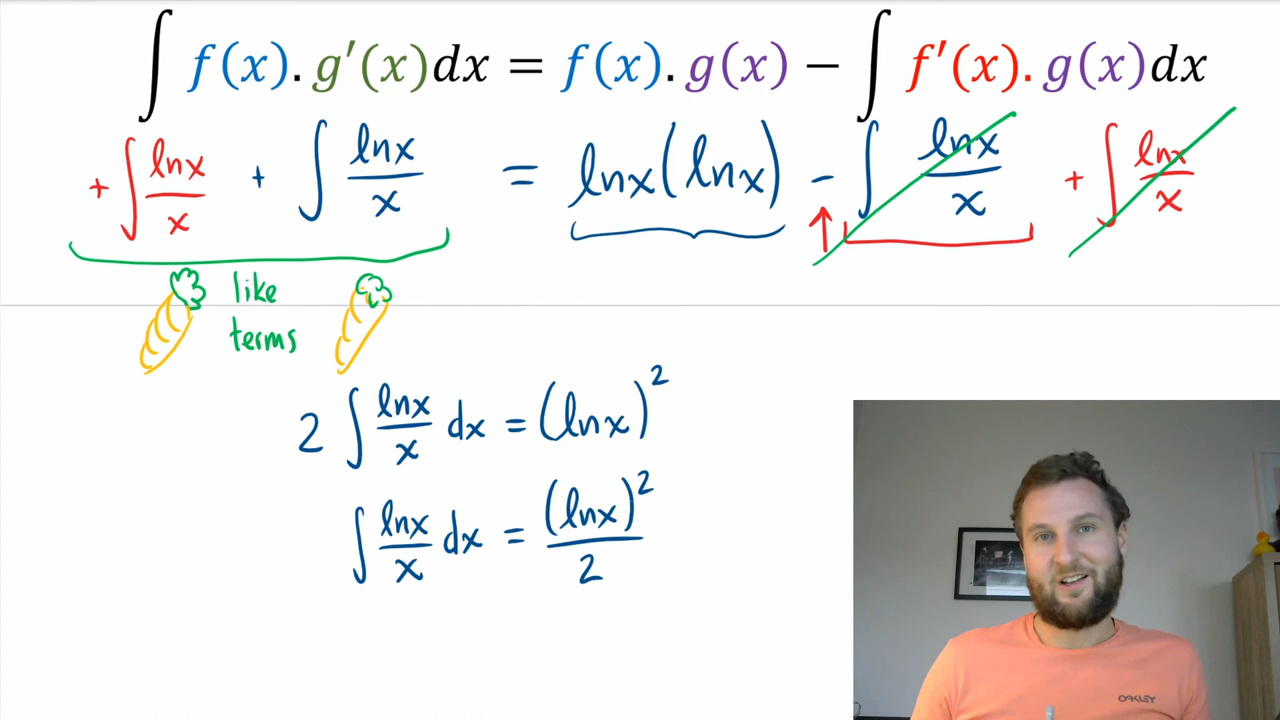 ∫ f(x). g′(x)dx = f(x). g(x) − ∫ f′(x). g(x)dx
+ ∫ lnx/x + ∫ lnx/x = lnx(lnx) − ∫ lnx/x + ∫ lnx/x
like
terms
2 ∫ lnx/x dx = (lnx)²
∫ lnx/x dx = (lnx)²/2
OAKLEY